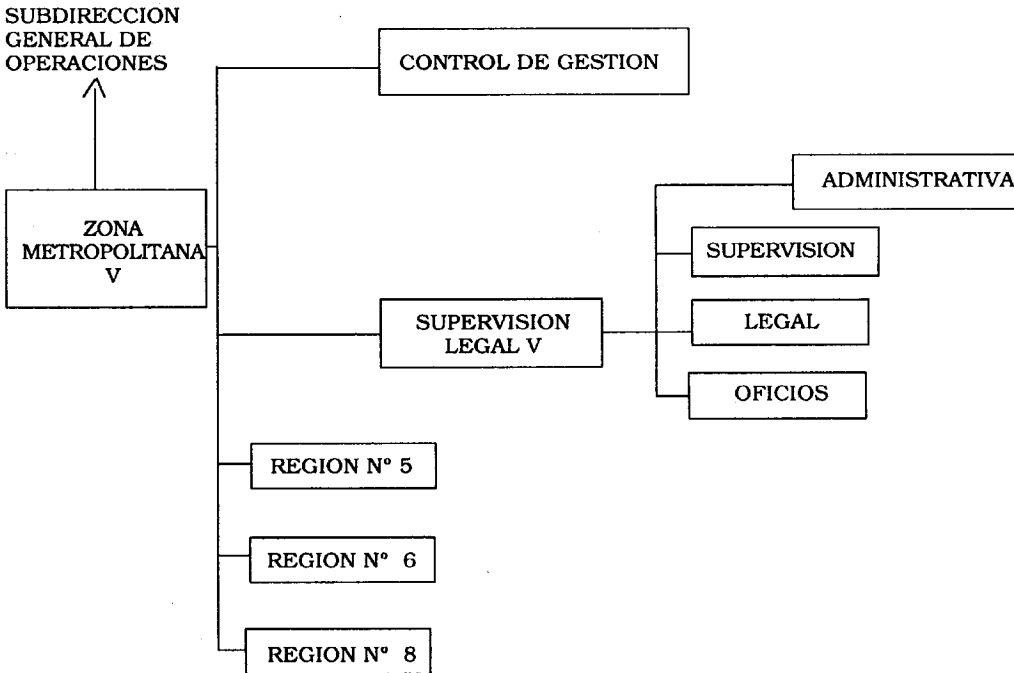 SUBDIRECCION
GENERAL DE
OPERACIONES
CONTROL DE GESTION
ZONA
METROPOLITANA
V
ADMINISTRATIVA
SUPERVISION
SUPERVISION
LEGAL V
LEGAL
OFICIOS
REGION Nº 5
REGION Nº 6
REGION Nº 8